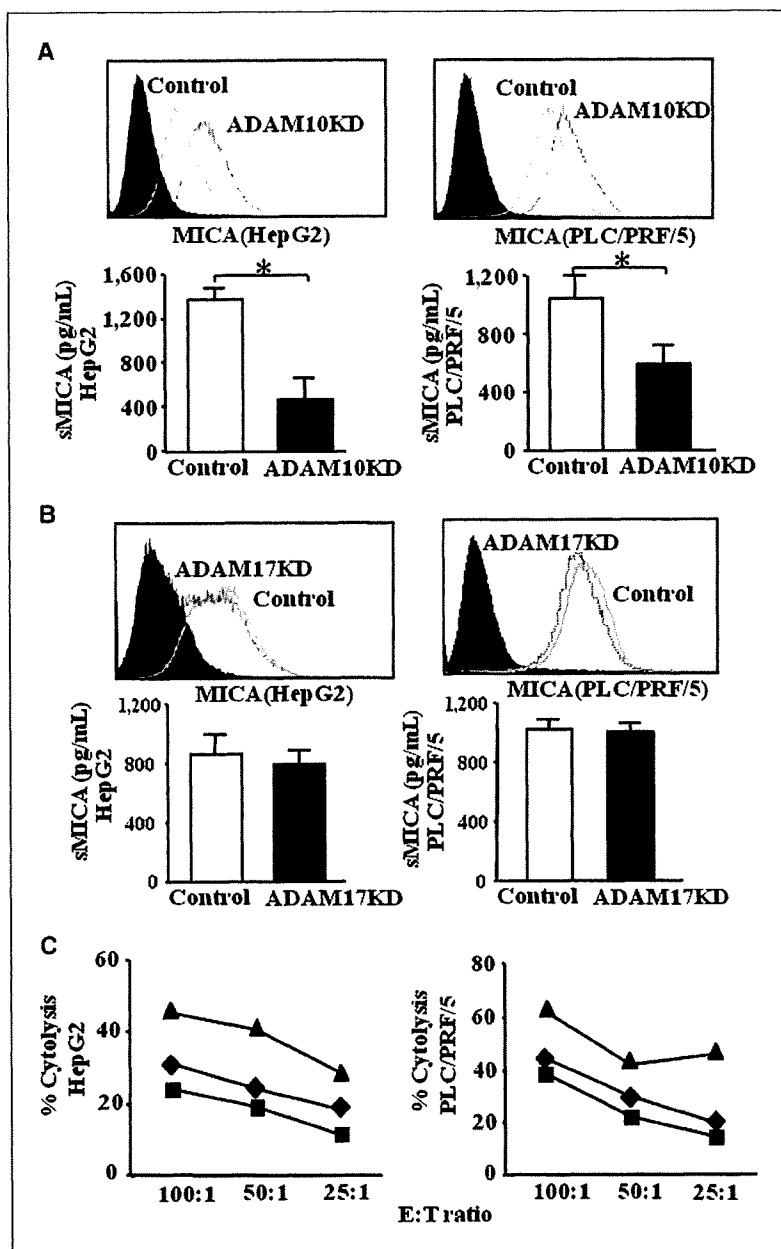 A
Control
ADAM10KD
MICA(HepG2)
Control
ADAM10KD
MICA(PLC/PRF/5)
sMICA (pg/mL)
HepG2
1,600
1,200
800
400
0
*
Control
ADAM10KD
sMICA (pg/mL)
PLC/PRF/5
1,200
800
400
0
*
Control
ADAM10KD
B
ADAM17KD
Control
MICA(HepG2)
ADAM17KD
Control
MICA(PLC/PRF/5)
sMICA (pg/mL)
HepG2
1,200
800
400
0
Control
ADAM17KD
sMICA (pg/mL)
PLC/PRF/5
1,200
800
400
0
Control
ADAM17KD
C
% Cytolysis
HepG2
60
40
20
0
100:1
50:1
25:1
% Cytolysis
PLC/PRF/5
80
60
40
20
0
100:1
50:1
25:1
E:T ratio